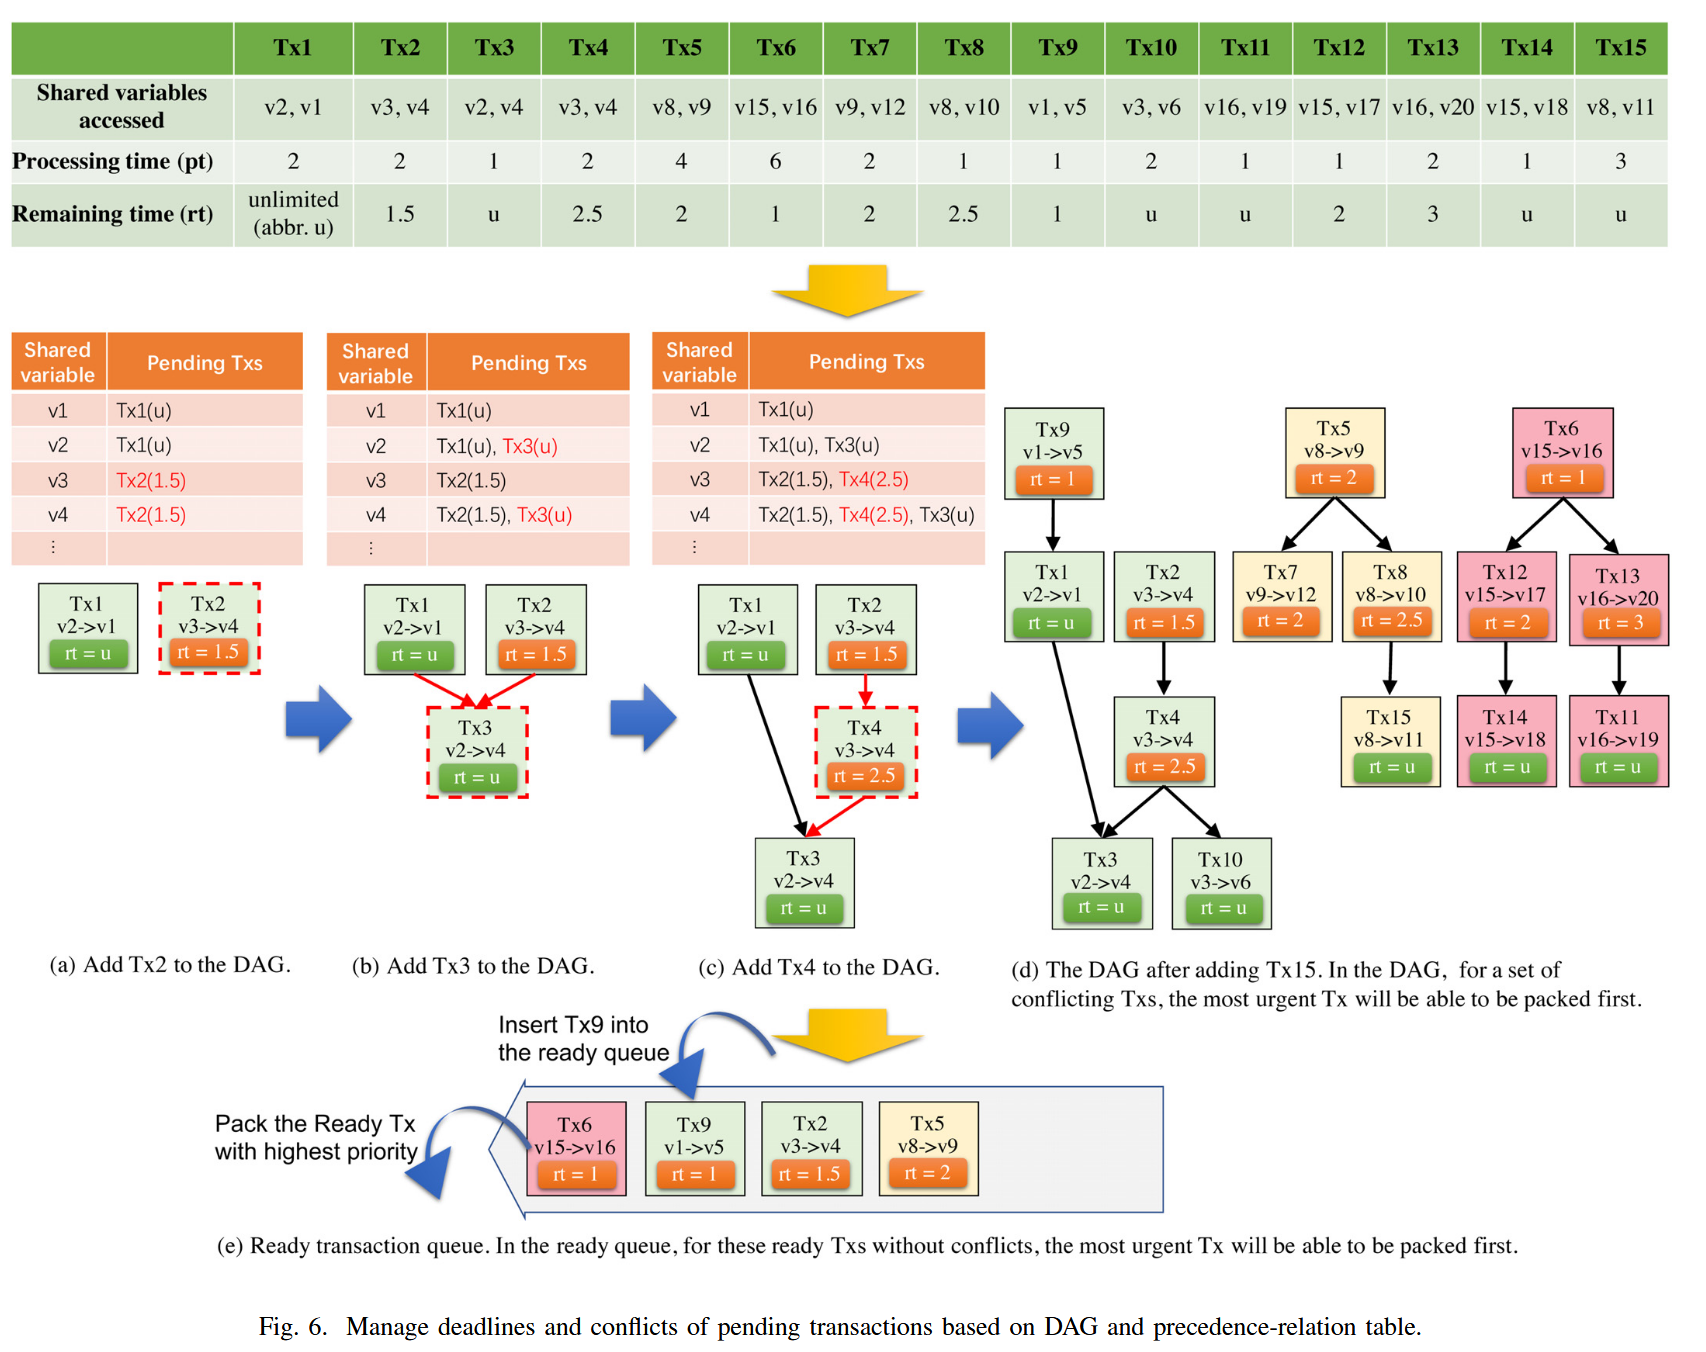 Tx1 Tx2 Tx3 Tx4 Tx5 Tx6 Tx7 Tx8 Tx9 Tx10 Tx11 Tx12 Tx13 Tx14 Tx15
Shared variables accessed v2, v1 v3, v4 v2, v4 v3, v4 v8, v9 v15, v16 v9, v12 v8, v10 v1, v5 v3, v6 v16, v19 v15, v17 v16, v20 v15, v18 v8, v11
Processing time (pt) 2 2 1 2 4 6 2 1 1 2 1 1 2 1 3
Remaining time (rt) unlimited (abbr. u) 1.5 u 2.5 2 1 2 2.5 1 u u 2 3 u u
Shared variable Pending Txs
v1 Tx1(u)
v2 Tx1(u)
v3 Tx2(1.5)
v4 Tx2(1.5)
⋮
Tx1
v2->v1
rt = u
Tx2
v3->v4
rt = 1.5
(a) Add Tx2 to the DAG.
Shared variable Pending Txs
v1 Tx1(u)
v2 Tx1(u), Tx3(u)
v3 Tx2(1.5)
v4 Tx2(1.5), Tx3(u)
⋮
Tx1
v2->v1
rt = u
Tx2
v3->v4
rt = 1.5
Tx3
v2->v4
rt = u
(b) Add Tx3 to the DAG.
Shared variable Pending Txs
v1 Tx1(u)
v2 Tx1(u), Tx3(u)
v3 Tx2(1.5), Tx4(2.5)
v4 Tx2(1.5), Tx4(2.5), Tx3(u)
⋮
Tx1
v2->v1
rt = u
Tx2
v3->v4
rt = 1.5
Tx4
v3->v4
rt = 2.5
Tx3
v2->v4
rt = u
(c) Add Tx4 to the DAG.
Tx9
v1->v5
rt = 1
Tx5
v8->v9
rt = 2
Tx6
v15->v16
rt = 1
Tx1
v2->v1
rt = u
Tx2
v3->v4
rt = 1.5
Tx7
v9->v12
rt = 2
Tx8
v8->v10
rt = 2.5
Tx12
v15->v17
rt = 2
Tx13
v16->v20
rt = 3
Tx4
v3->v4
rt = 2.5
Tx15
v8->v11
rt = u
Tx14
v15->v18
rt = u
Tx11
v16->v19
rt = u
Tx3
v2->v4
rt = u
Tx10
v3->v6
rt = u
(d) The DAG after adding Tx15. In the DAG, for a set of
conflicting Txs, the most urgent Tx will be able to be packed first.
Insert Tx9 into
the ready queue
Pack the Ready Tx
with highest priority
Tx6
v15->v16
rt = 1
Tx9
v1->v5
rt = 1
Tx2
v3->v4
rt = 1.5
Tx5
v8->v9
rt = 2
(e) Ready transaction queue. In the ready queue, for these ready Txs without conflicts, the most urgent Tx will be able to be packed first.
Fig. 6. Manage deadlines and conflicts of pending transactions based on DAG and precedence-relation table.